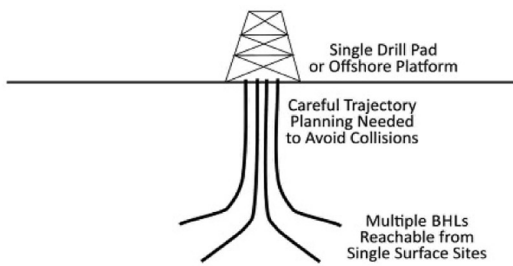 Single Drill Pad
or Offshore Platform
Careful Trajectory
Planning Needed
to Avoid Collisions
Multiple BHLs
Reachable from
Single Surface Sites